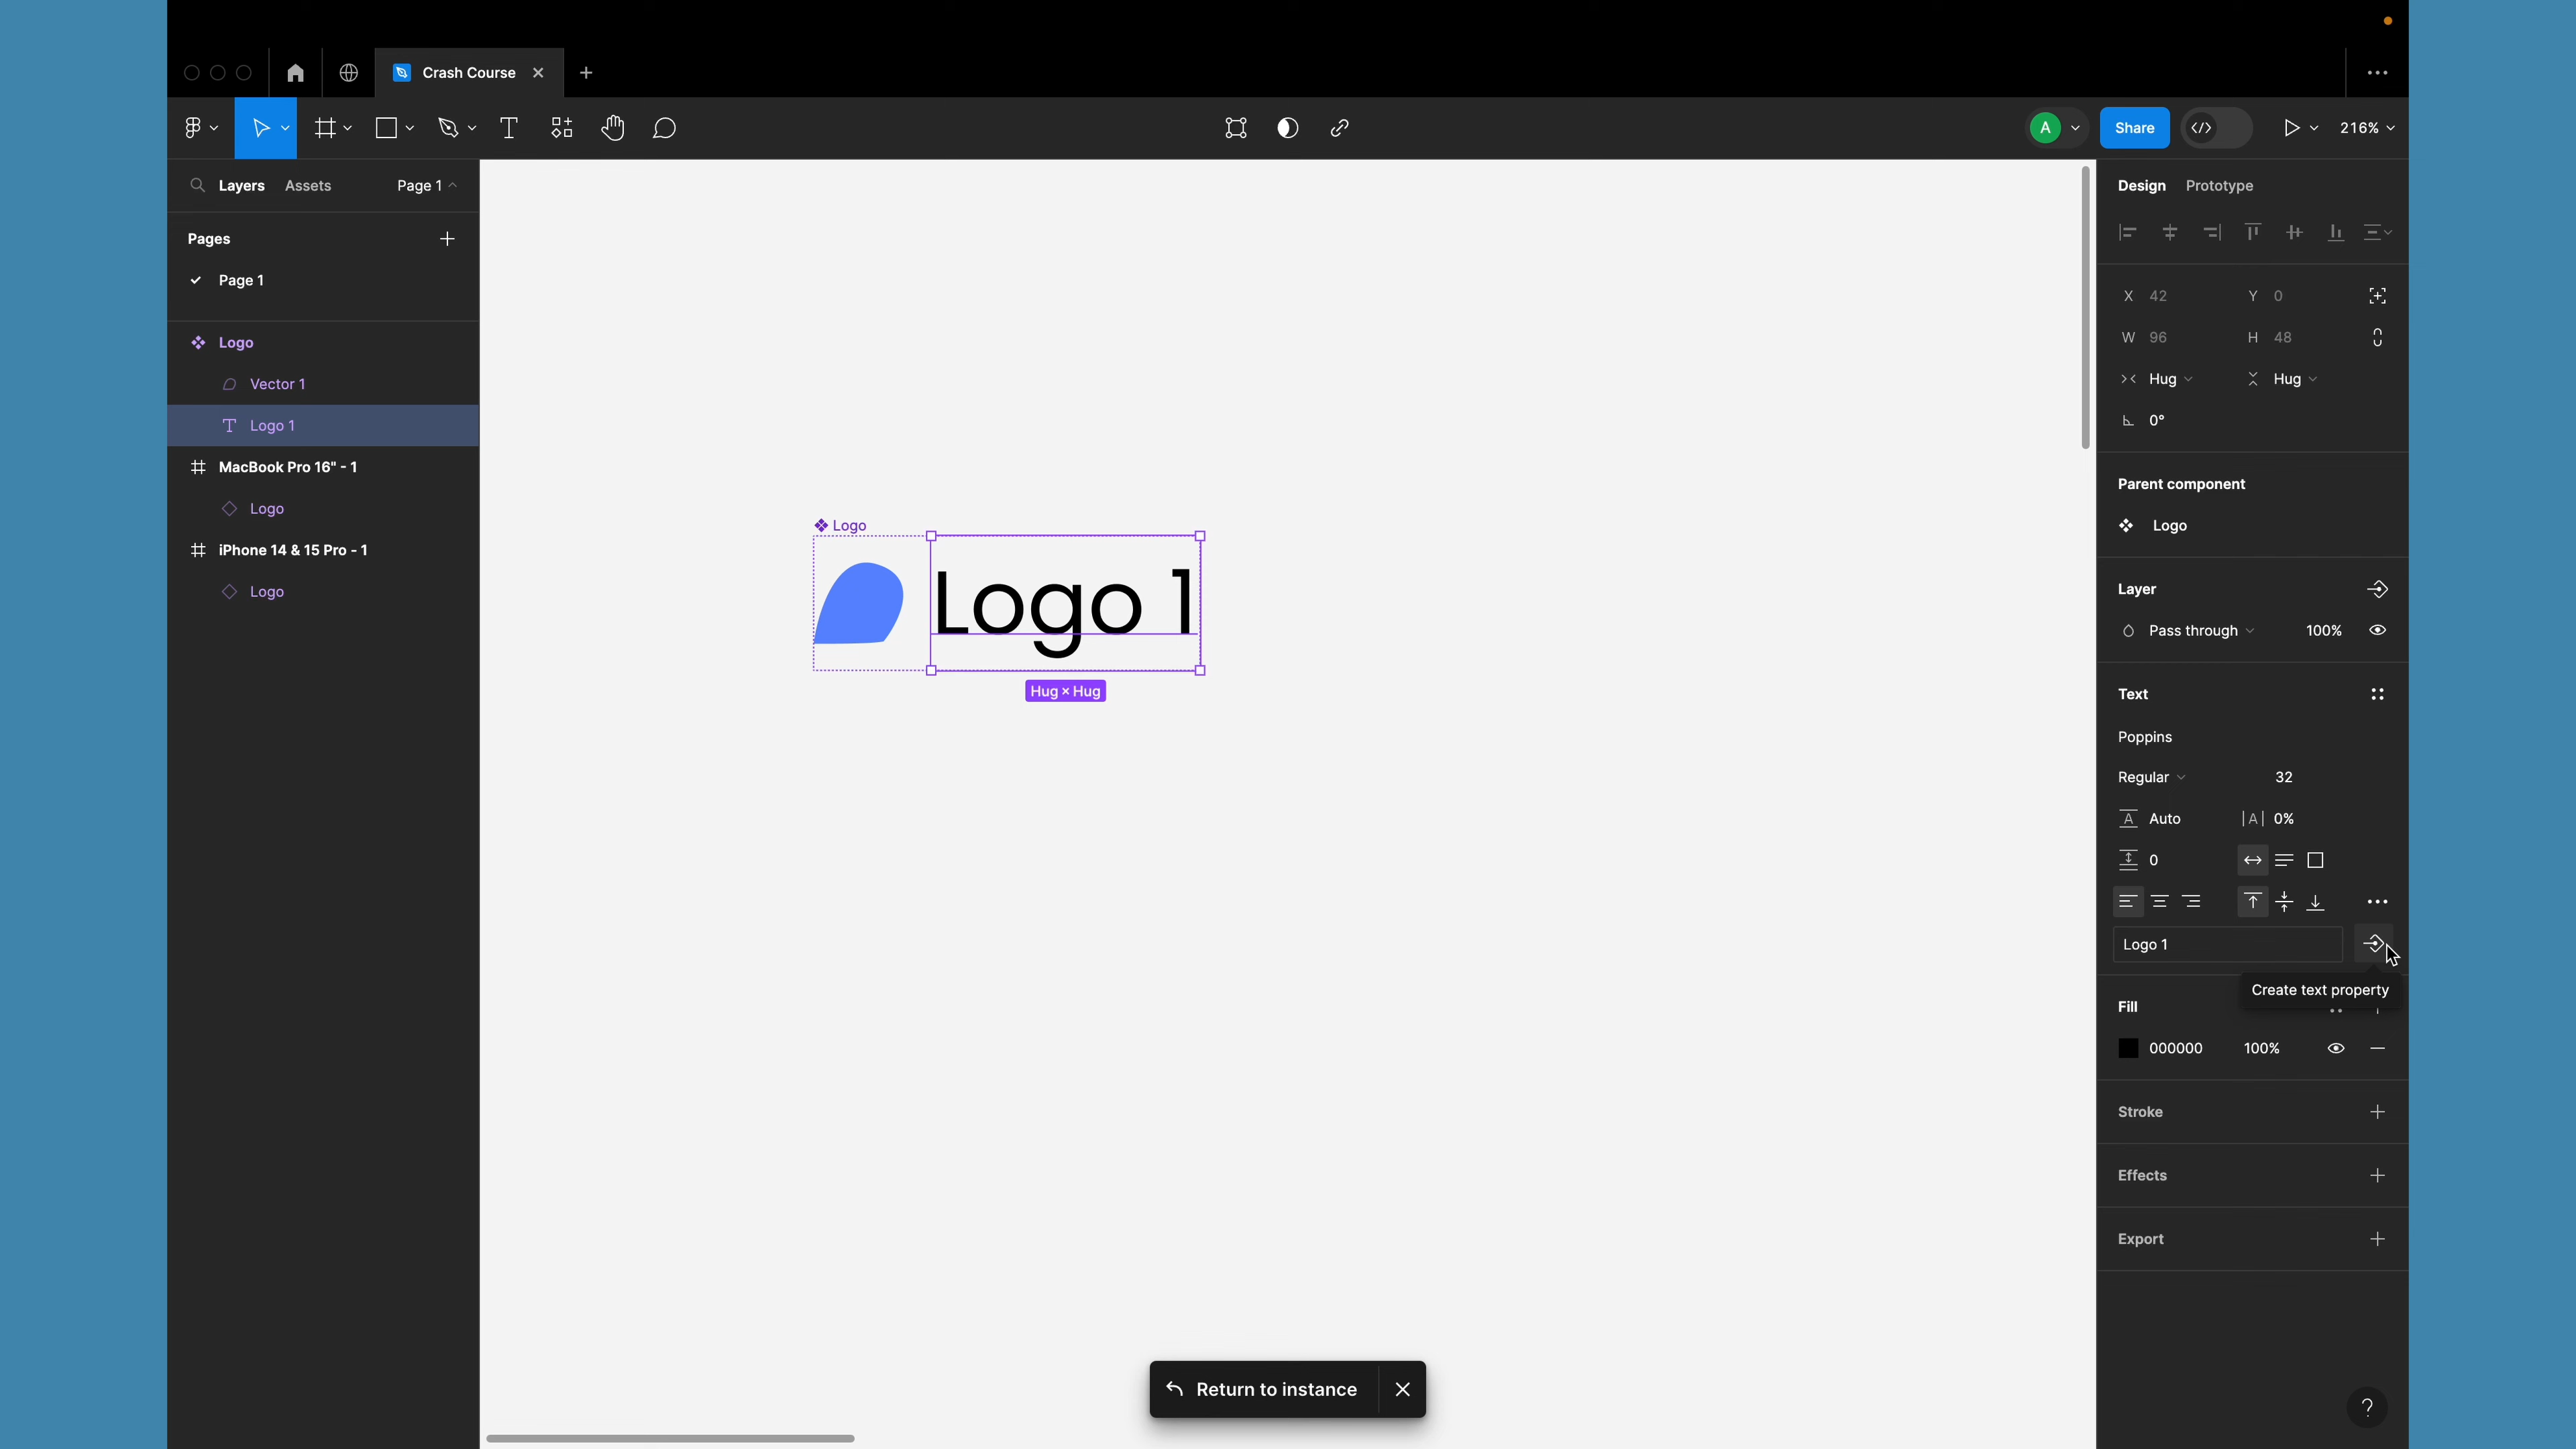 Crash Course
A
Share
216%
Layers
Assets
Page 1
Pages
Page 1
Logo
Vector 1
Logo 1
MacBook Pro 16" - 1
Logo
iPhone 14 & 15 Pro - 1
Logo
Logo
Logo 1
Hug × Hug
Return to instance
Design
Prototype
X 42
Y 0
W 96
H 48
Hug
Hug
0°
Parent component
Logo
Layer
Pass through
100%
Text
Poppins
Regular
32
A Auto
|A| 0%
0
Logo 1
Create text property
Fill
000000
100%
Stroke
Effects
Export
?